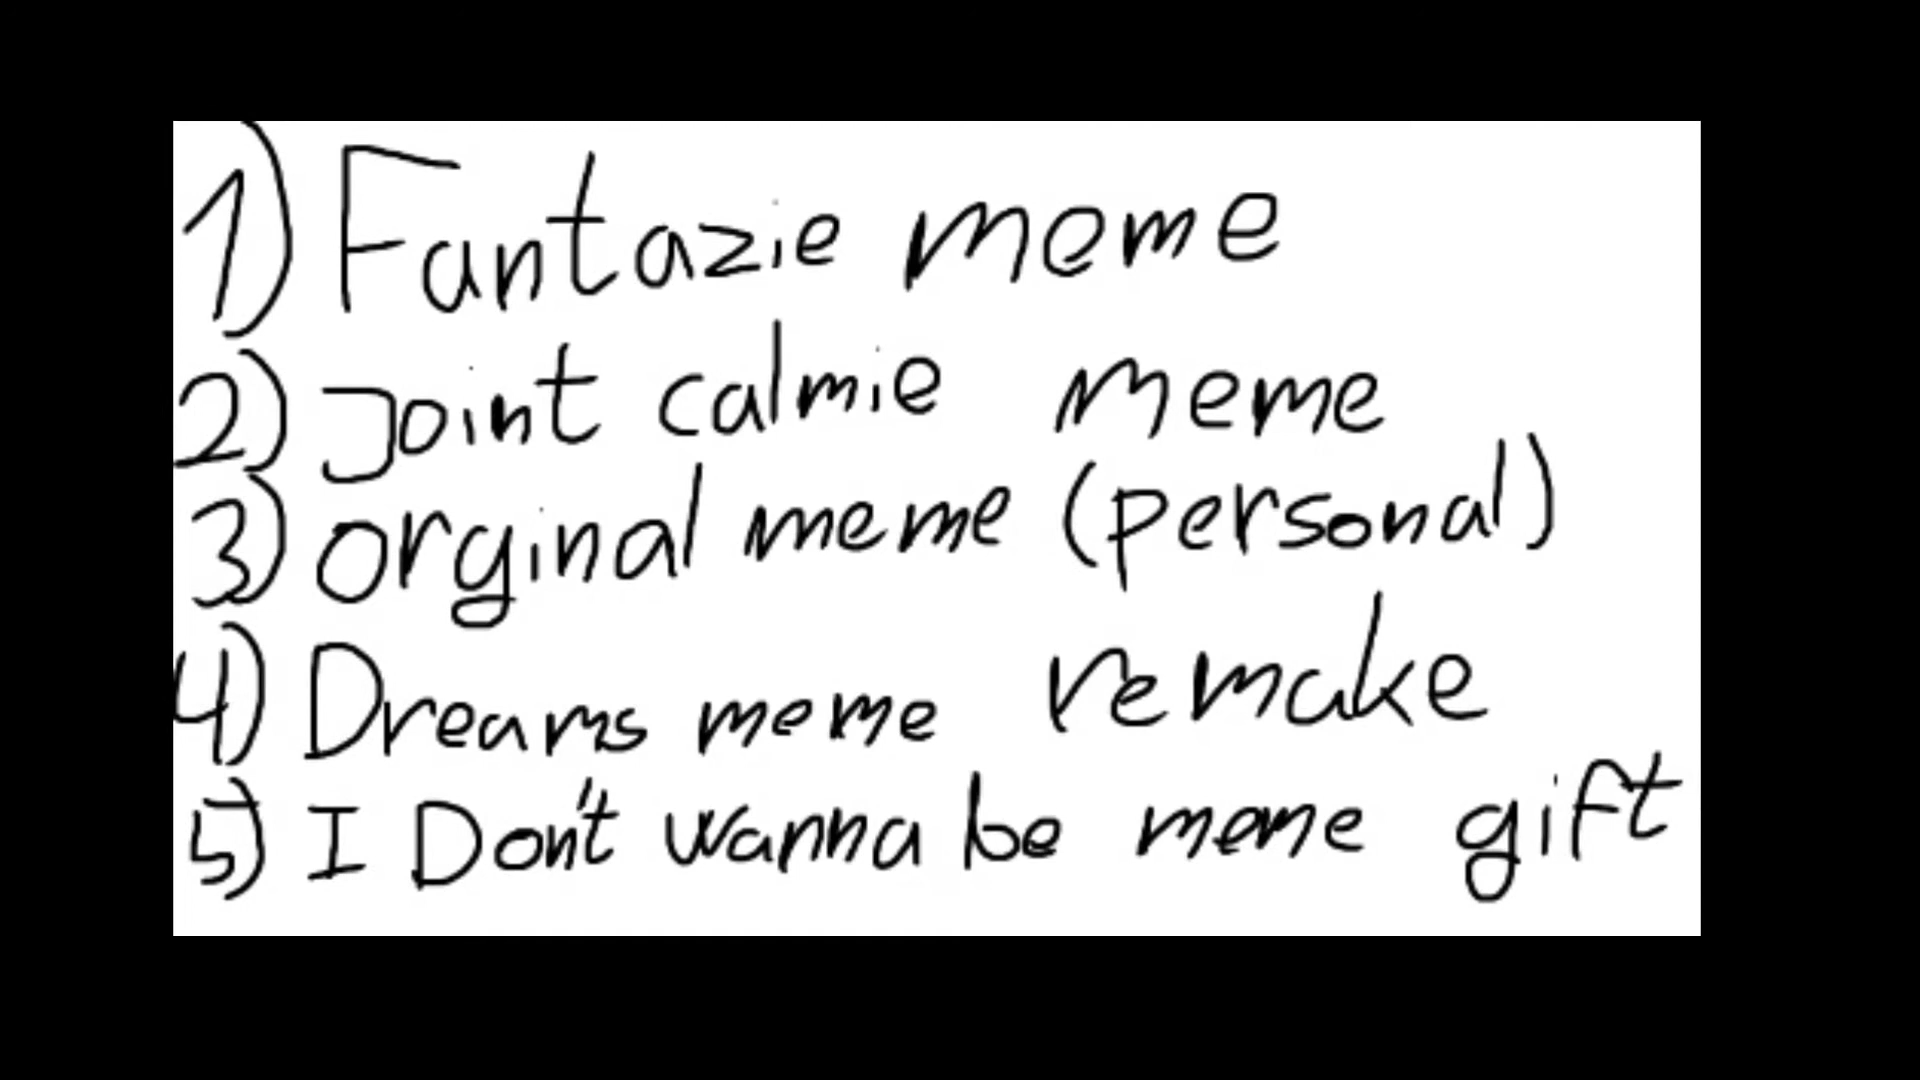 1) Fantazie meme
2) Joint calmie meme
3) orginal meme (personal)
4) Dreams meme remake
5) I Don't wanna be meme gift